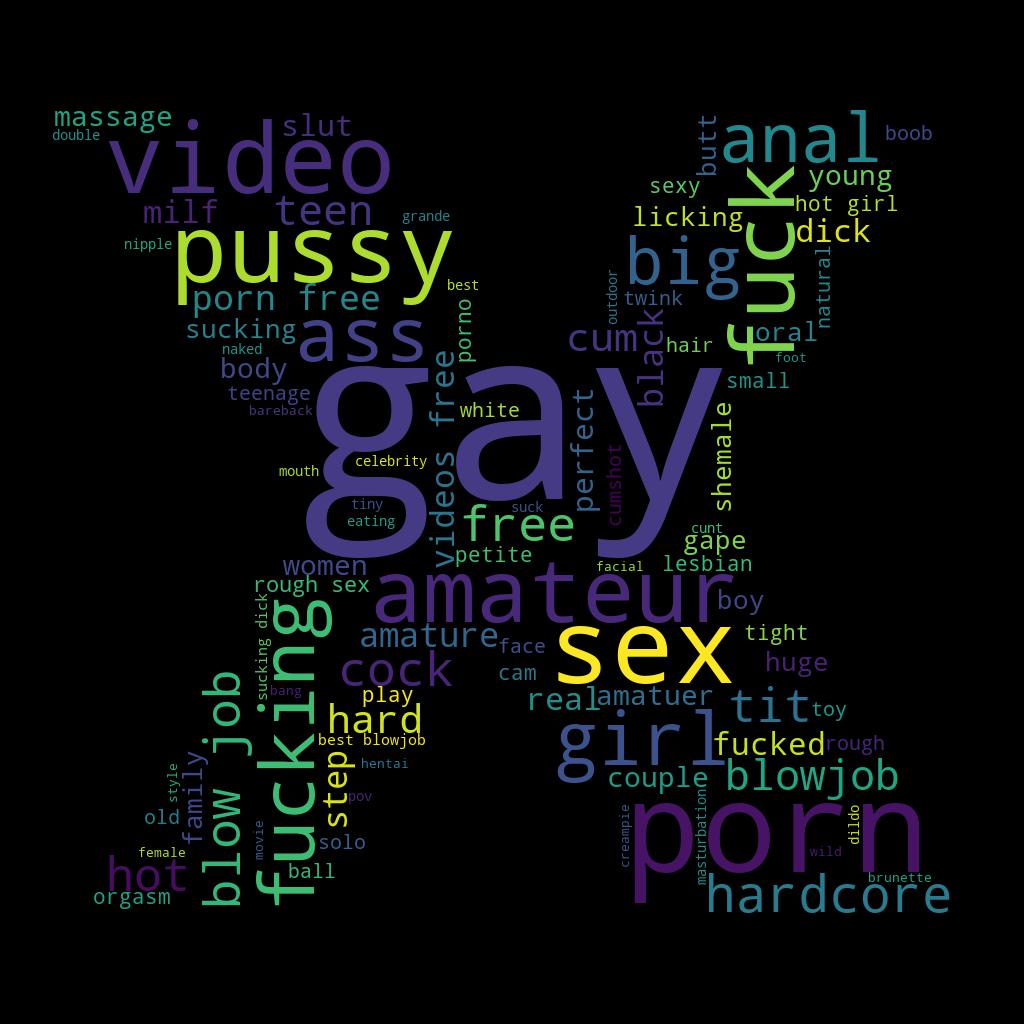 massage
double
video
slut
anal
boob
butt
milf
teen
grande
sexy
young
hot girl
licking
dick
nipple
pussy
fuck
big
best
porn free
outdoor
twink
natural
sucking
ass
porno
cum
black
hair
oral
foot
naked
body
teenage
bareback
small
gay
white
videos free
perfect
shemale
mouth
celebrity
cumshot
tiny
eating
suck
free
cunt
gape
petite
women
facial
lesbian
rough sex
amateur
boy
sucking dick
fucking
amature
face
sex
tight
cock
cam
huge
bang
play
real
amatuer
tit
toy
blow job
hard
girl
best blowjob
fucked
rough
family
style
step
hentai
couple
blowjob
old
pov
porn
creampie
masturbation
dildo
movie
solo
female
wild
hot
ball
brunette
orgasm
hardcore